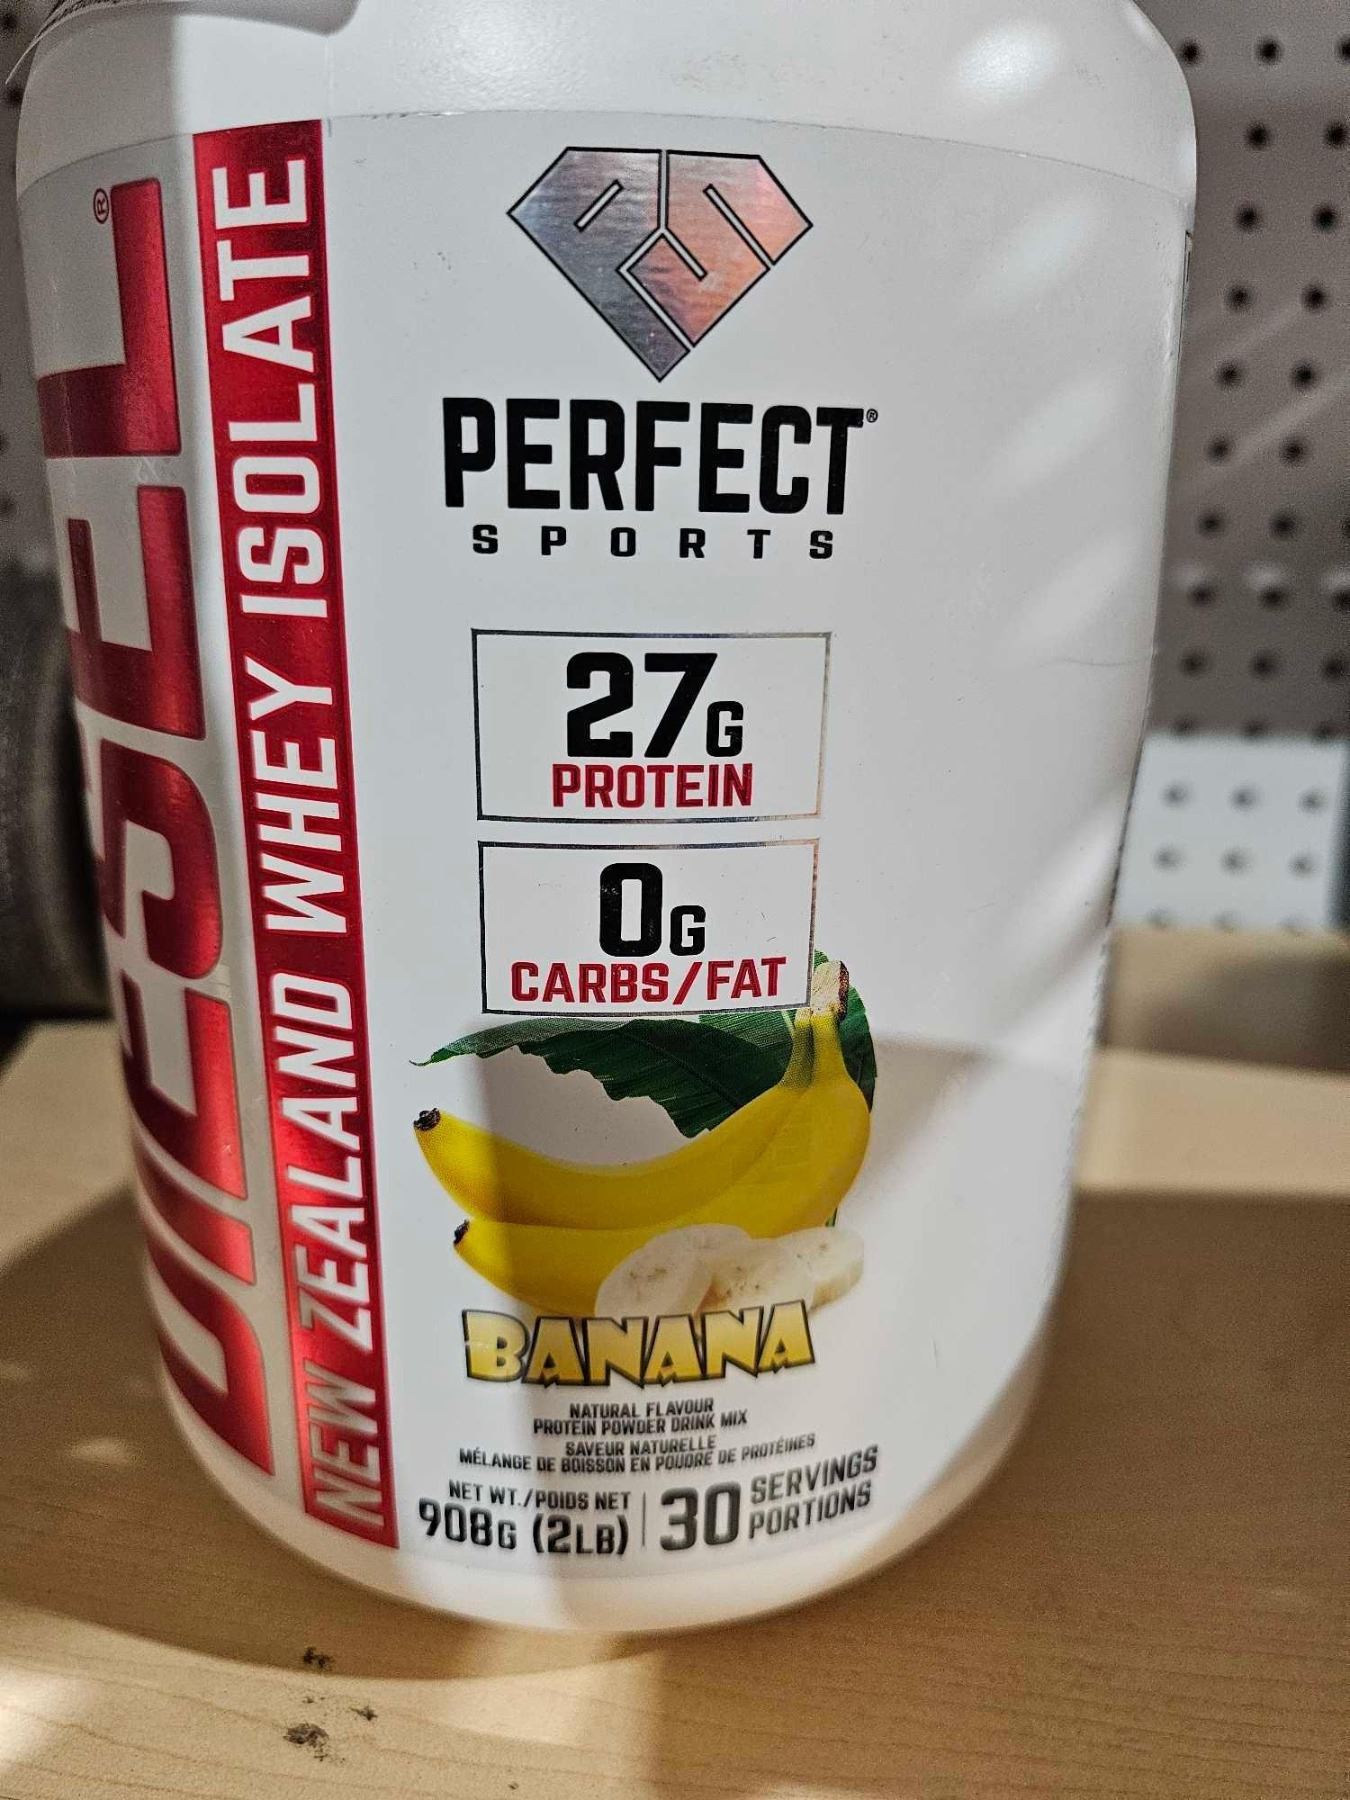 DIESEL®
NEW ZEALAND WHEY ISOLATE
PS
PERFECT®
SPORTS
27G
PROTEIN
0G
CARBS/FAT
BANANA
NATURAL FLAVOUR
PROTEIN POWDER DRINK MIX
SAVEUR NATURELLE
MÉLANGE DE BOISSON EN POUDRE DE PROTÉINES
NET WT./POIDS NET
908G (2LB)
30 SERVINGS
PORTIONS